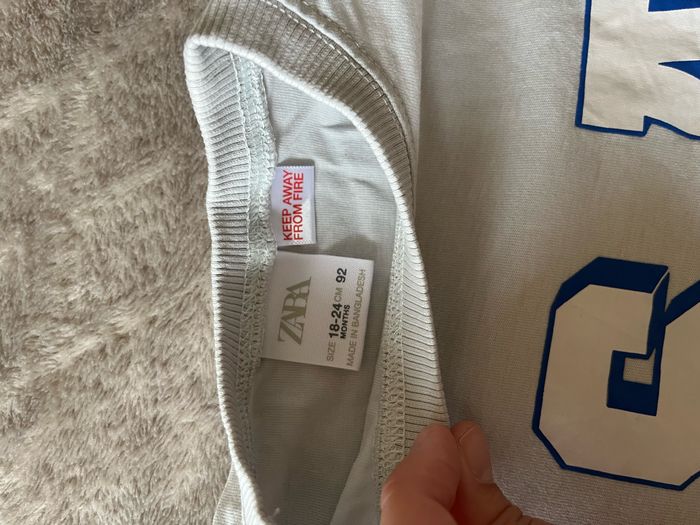 KEEP AWAY
FROM FIRE
ZARA
SIZE 18-24 CM 92
MONTHS
MADE IN BANGLADESH